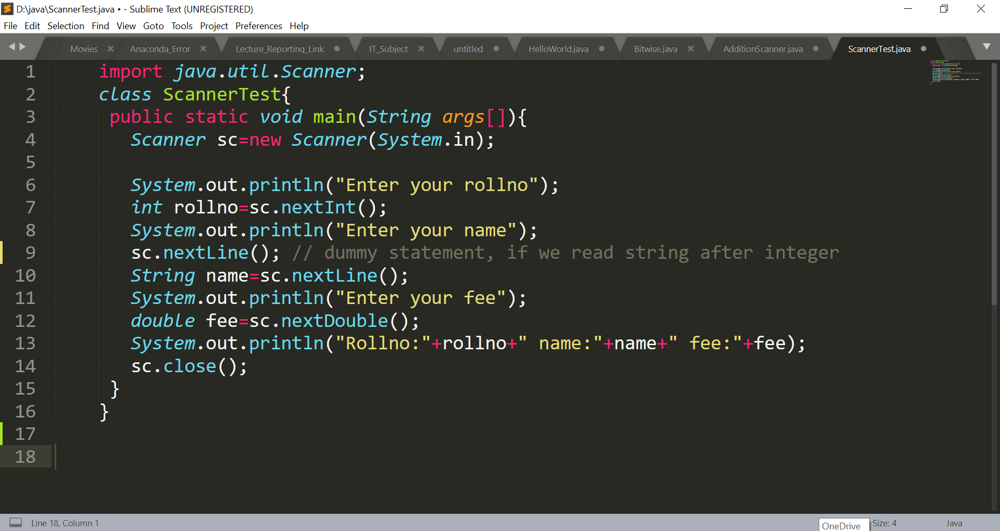 D:\java\ScannerTest.java • - Sublime Text (UNREGISTERED)
File Edit Selection Find View Goto Tools Project Preferences Help
Movies Anaconda_Error Lecture_Reporting_Link IT_Subject untitled HelloWorld.java Bitwise.java AdditionScanner.java ScannerTest.java
1 import java.util.Scanner;
2 class ScannerTest{
3 public static void main(String args[]){
4 Scanner sc=new Scanner(System.in);
5
6 System.out.println("Enter your rollno");
7 int rollno=sc.nextInt();
8 System.out.println("Enter your name");
9 sc.nextLine(); // dummy statement, if we read string after integer
10 String name=sc.nextLine();
11 System.out.println("Enter your fee");
12 double fee=sc.nextDouble();
13 System.out.println("Rollno:"+rollno+" name:"+name+" fee:"+fee);
14 sc.close();
15 }
16 }
17
18
Line 18, Column 1 OneDrive Size: 4 Java